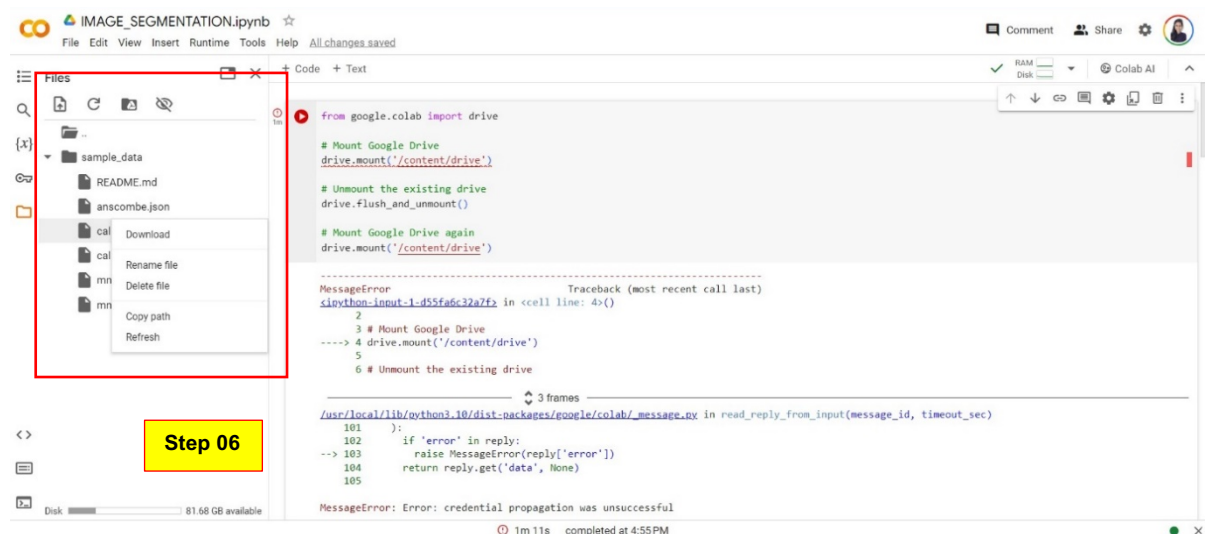 IMAGE_SEGMENTATION.ipynb
File Edit View Insert Runtime Tools Help All changes saved
Comment Share
Files
+ Code + Text
RAM
Disk
Colab AI
..
{x}
sample_data
README.md
anscombe.json
cal
cal
mn
mn
Download
Rename file
Delete file
Copy path
Refresh
Step 06
Disk 81.68 GB available
1m
from google.colab import drive
# Mount Google Drive
drive.mount('/content/drive')
# Unmount the existing drive
drive.flush_and_unmount()
# Mount Google Drive again
drive.mount('/content/drive')
---------------------------------------------------------------------------
MessageError Traceback (most recent call last)
<ipython-input-1-d55fa6c32a7f> in <cell line: 4>()
2
3 # Mount Google Drive
----> 4 drive.mount('/content/drive')
5
6 # Unmount the existing drive
3 frames
/usr/local/lib/python3.10/dist-packages/google/colab/_message.py in read_reply_from_input(message_id, timeout_sec)
101 ):
102 if 'error' in reply:
--> 103 raise MessageError(reply['error'])
104 return reply.get('data', None)
105
MessageError: Error: credential propagation was unsuccessful
1m 11s completed at 4:55 PM